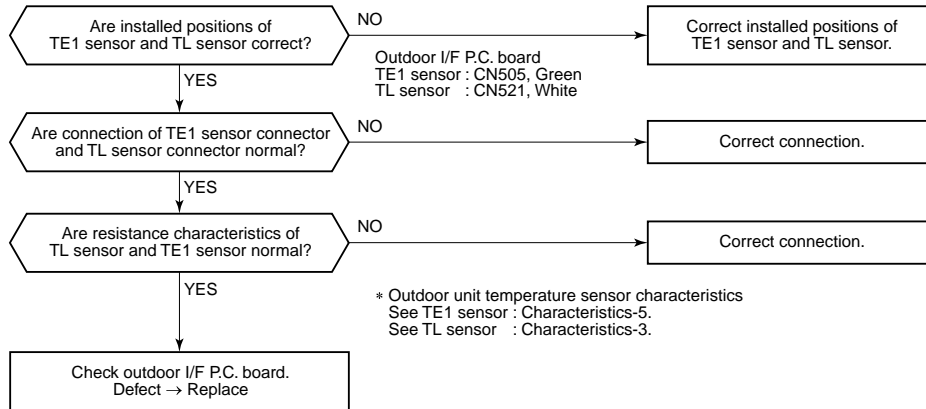 Are installed positions of
TE1 sensor and TL sensor correct?
NO
Correct installed positions of
TE1 sensor and TL sensor.
Outdoor I/F P.C. board
TE1 sensor : CN505, Green
TL sensor : CN521, White
YES
Are connection of TE1 sensor connector
and TL sensor connector normal?
NO
Correct connection.
YES
Are resistance characteristics of
TL sensor and TE1 sensor normal?
NO
Correct connection.
YES
* Outdoor unit temperature sensor characteristics
See TE1 sensor : Characteristics-5.
See TL sensor : Characteristics-3.
Check outdoor I/F P.C. board.
Defect → Replace